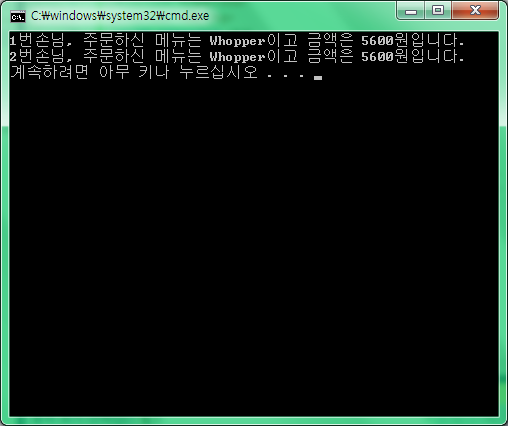 C:₩windows₩system32₩cmd.exe
1번손님, 주문하신 메뉴는 Whopper이고 금액은 5600원입니다.
2번손님, 주문하신 메뉴는 Whopper이고 금액은 5600원입니다.
계속하려면 아무 키나 누르십시오 . . .